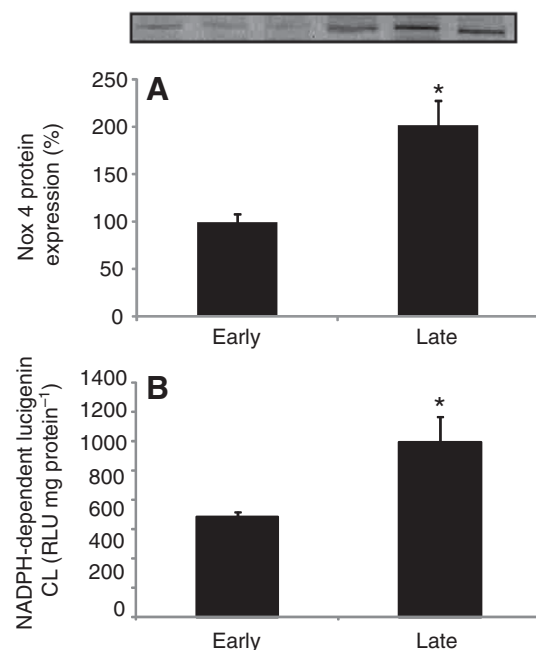 A
250
200
150
100
50
0
Nox 4 protein
expression (%)
*
Early
Late
B
1400
1200
1000
800
600
400
200
0
NADPH-dependent lucigenin
CL (RLU mg protein⁻¹)
*
Early
Late